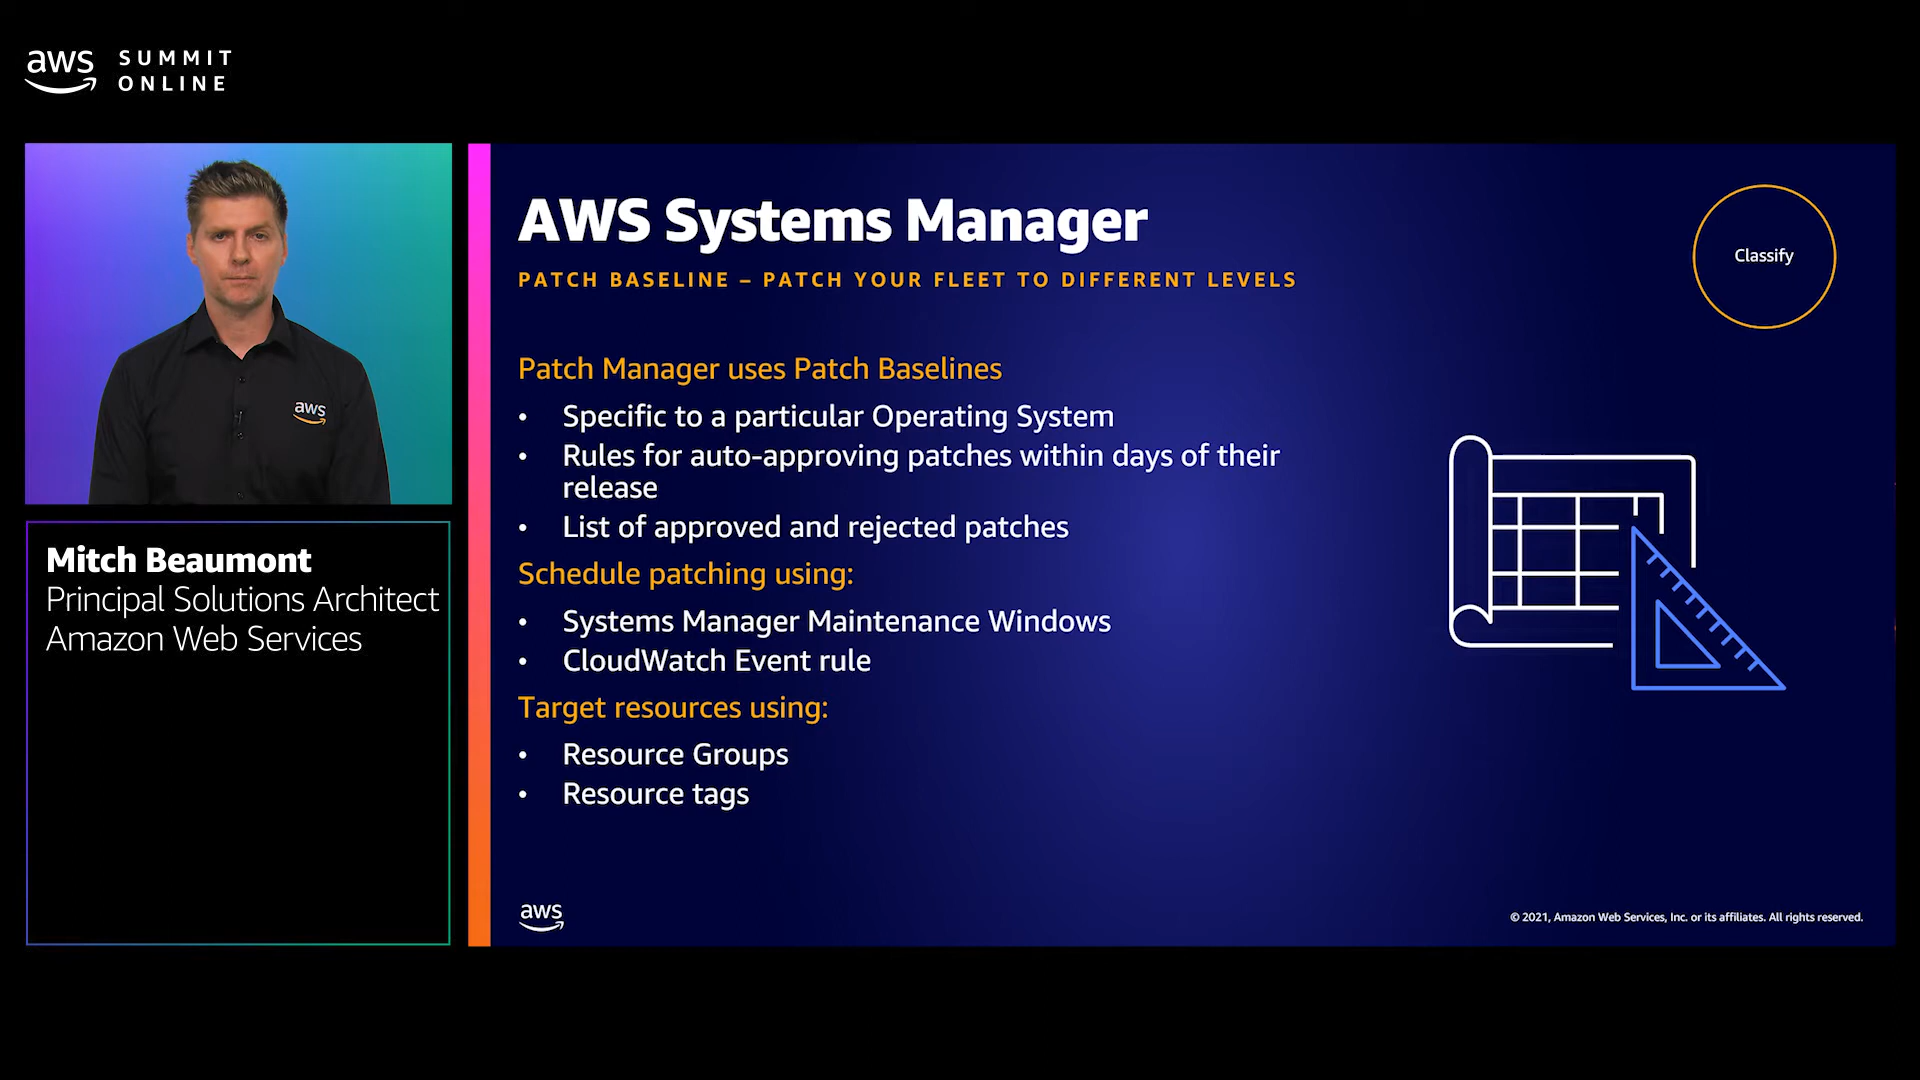 aws SUMMIT
ONLINE
aws
Mitch Beaumont
Principal Solutions Architect
Amazon Web Services
AWS Systems Manager
PATCH BASELINE – PATCH YOUR FLEET TO DIFFERENT LEVELS
Classify
Patch Manager uses Patch Baselines
• Specific to a particular Operating System
• Rules for auto-approving patches within days of their
release
• List of approved and rejected patches
Schedule patching using:
• Systems Manager Maintenance Windows
• CloudWatch Event rule
Target resources using:
• Resource Groups
• Resource tags
aws
© 2021, Amazon Web Services, Inc. or its affiliates. All rights reserved.